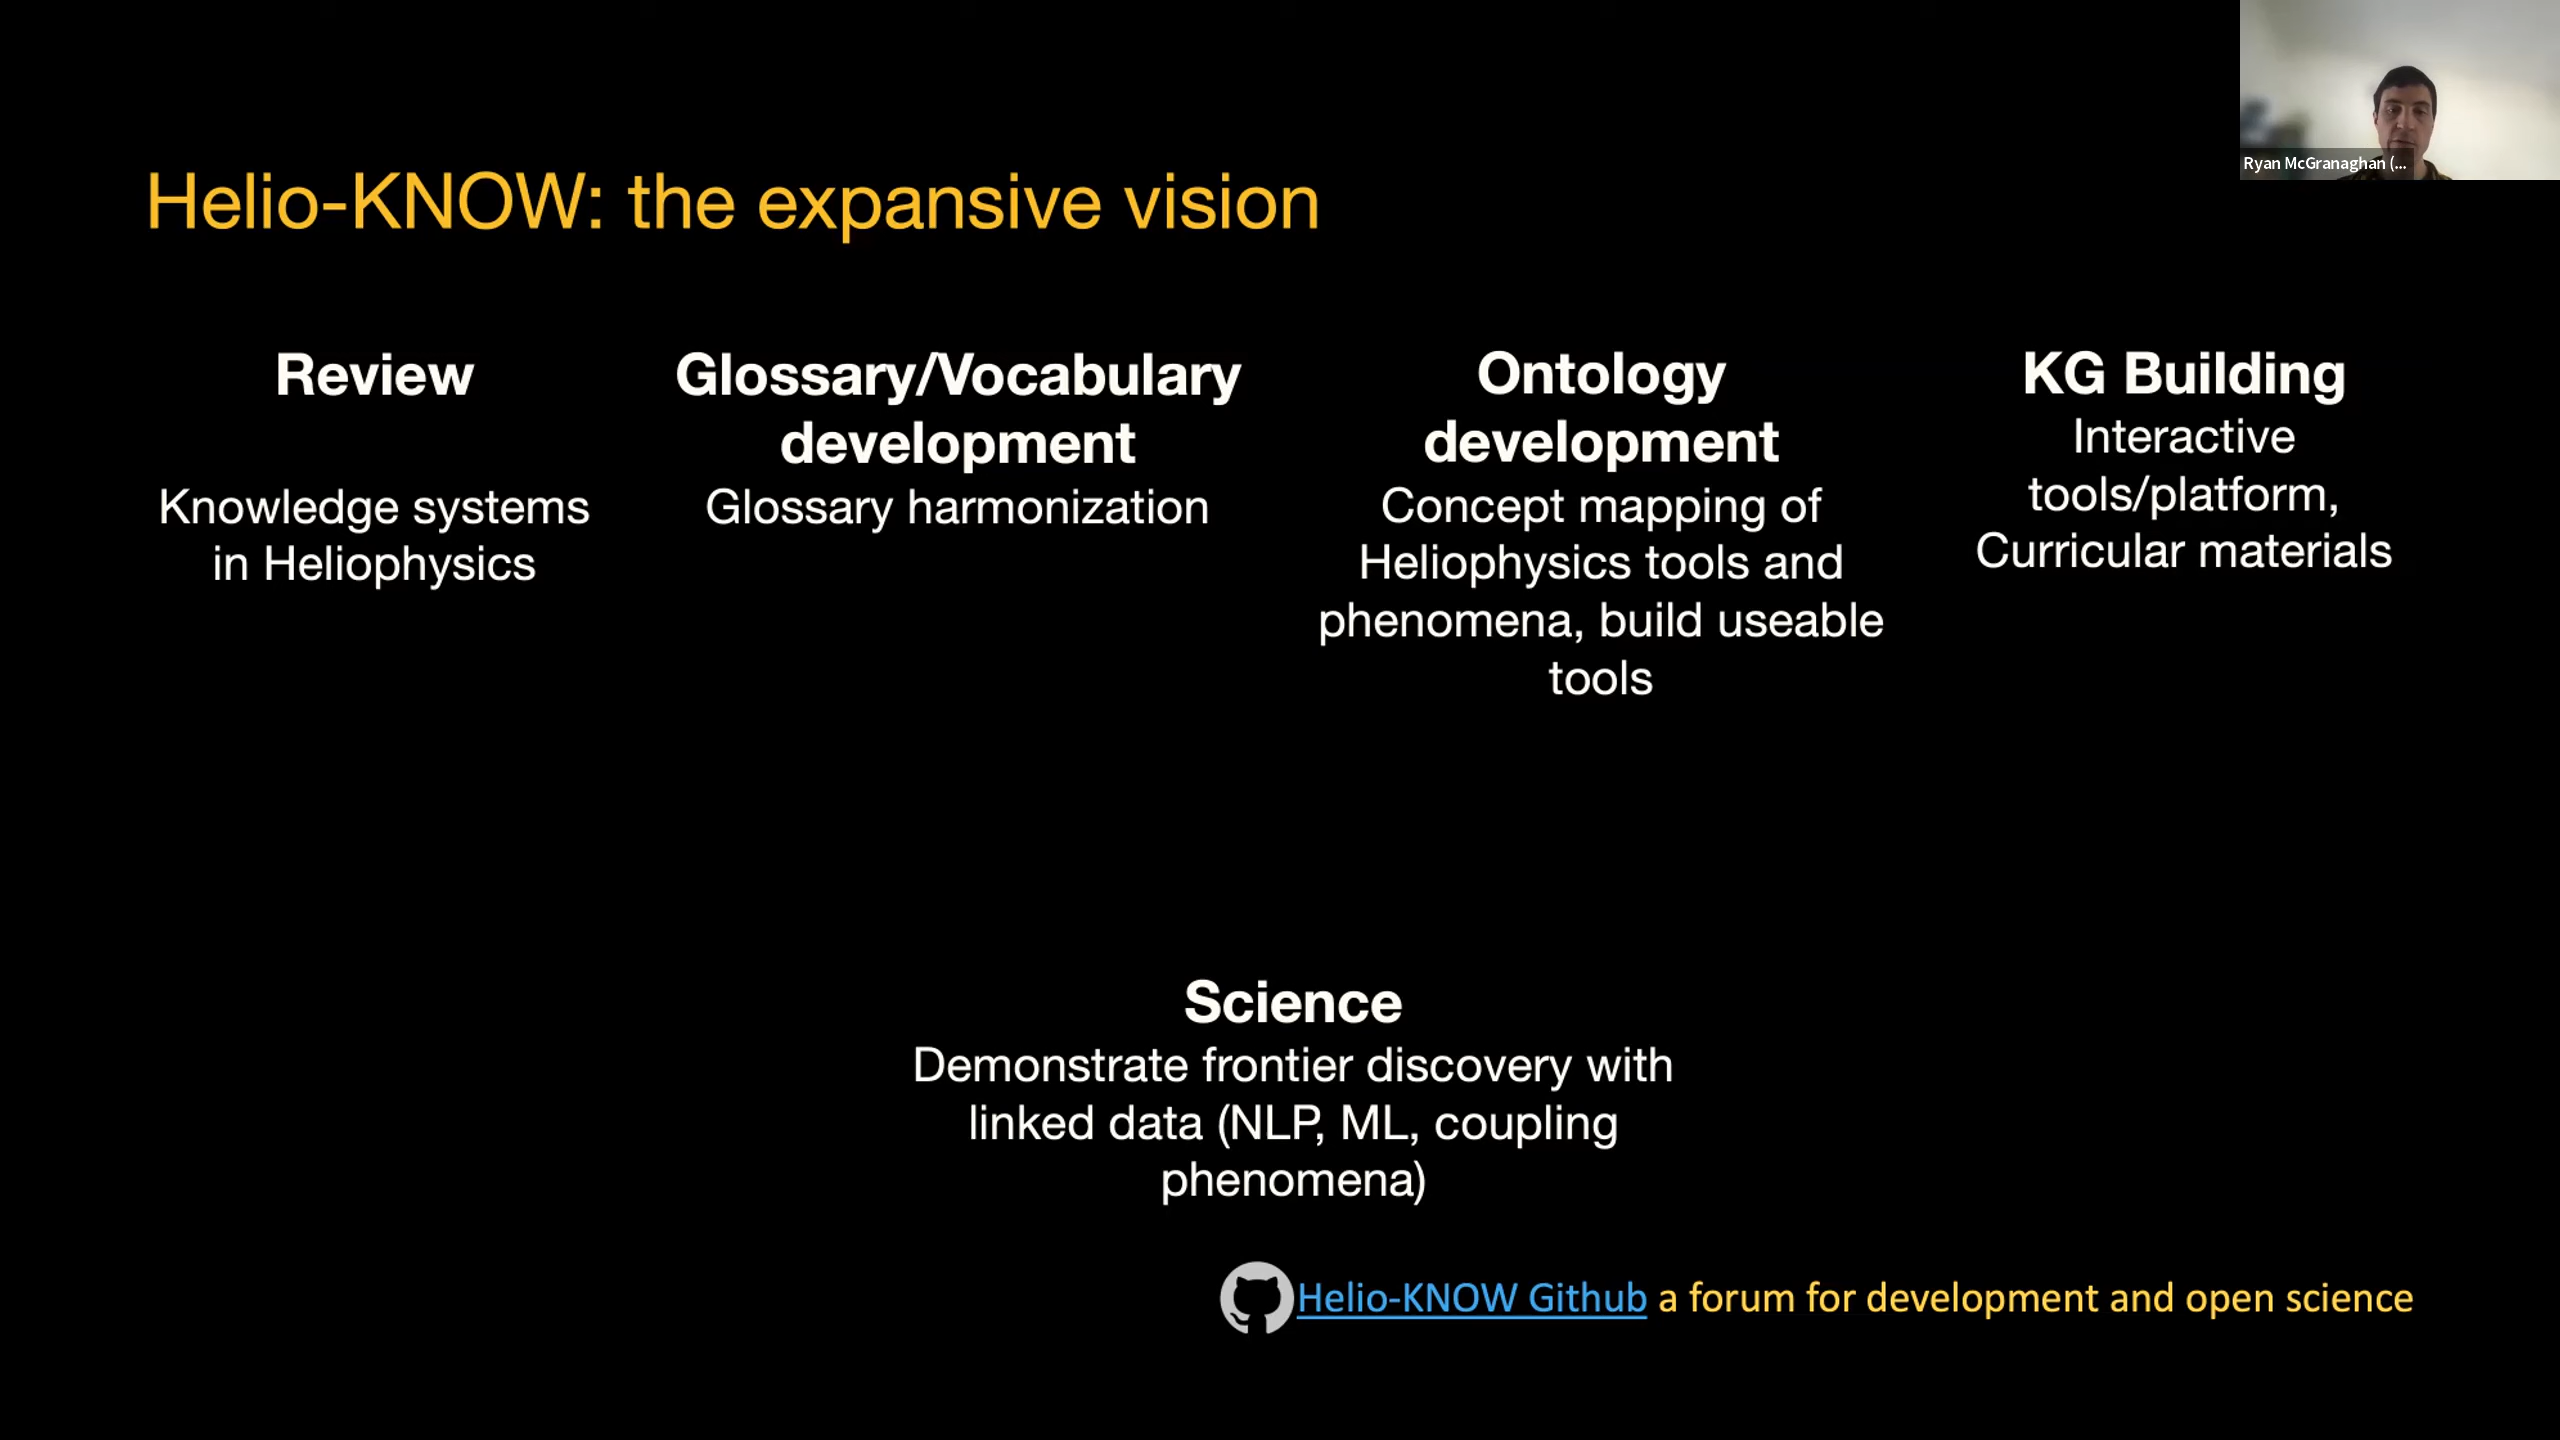 Ryan McGranaghan (...
Helio-KNOW: the expansive vision
Review
Knowledge systems
in Heliophysics
Glossary/Vocabulary
development
Glossary harmonization
Ontology
development
Concept mapping of
Heliophysics tools and
phenomena, build useable
tools
KG Building
Interactive
tools/platform,
Curricular materials
Science
Demonstrate frontier discovery with
linked data (NLP, ML, coupling
phenomena)
Helio-KNOW Github a forum for development and open science